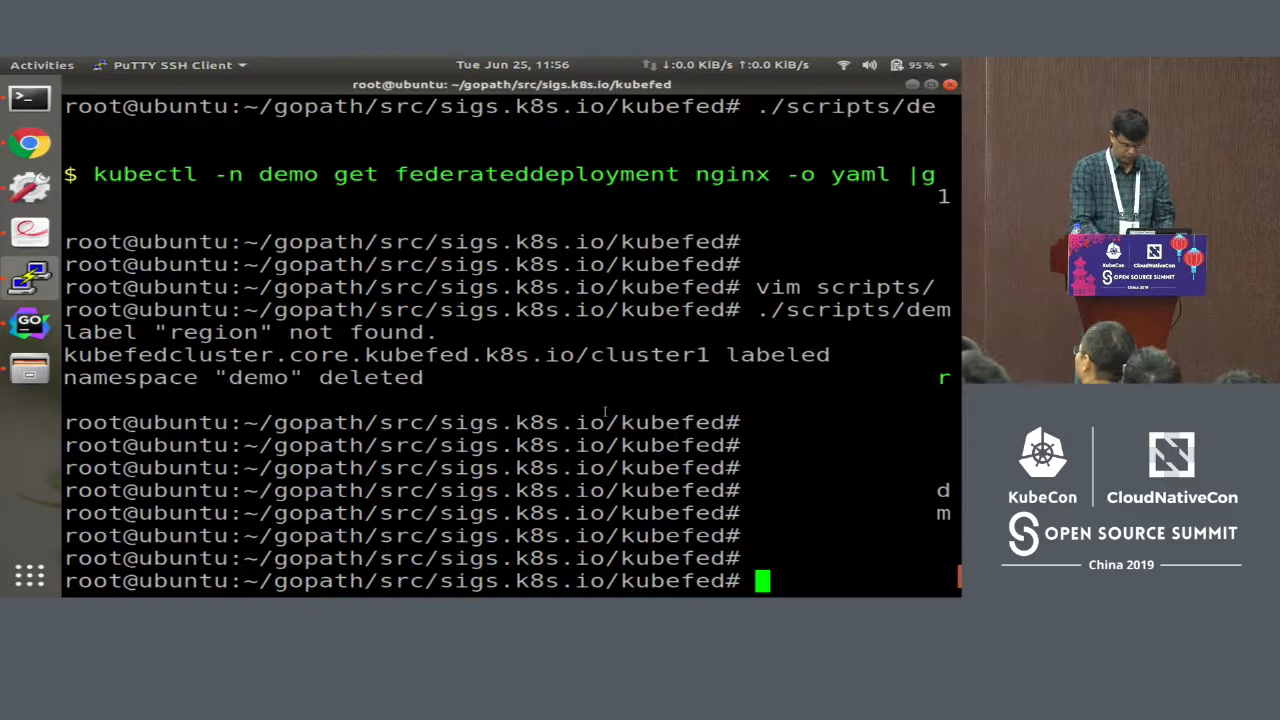 Activities
PuTTY SSH Client
Tue Jun 25, 11:56
↓:0.0 KiB/s ↑:0.0 KiB/s
95 %
root@ubuntu: ~/gopath/src/sigs.k8s.io/kubefed
root@ubuntu:~/gopath/src/sigs.k8s.io/kubefed# ./scripts/de
$ kubectl -n demo get federateddeployment nginx -o yaml |g
1
root@ubuntu:~/gopath/src/sigs.k8s.io/kubefed#
root@ubuntu:~/gopath/src/sigs.k8s.io/kubefed#
root@ubuntu:~/gopath/src/sigs.k8s.io/kubefed# vim scripts/
root@ubuntu:~/gopath/src/sigs.k8s.io/kubefed# ./scripts/dem
label "region" not found.
kubefedcluster.core.kubefed.k8s.io/cluster1 labeled
namespace "demo" deleted
r
root@ubuntu:~/gopath/src/sigs.k8s.io/kubefed#
root@ubuntu:~/gopath/src/sigs.k8s.io/kubefed#
root@ubuntu:~/gopath/src/sigs.k8s.io/kubefed#
root@ubuntu:~/gopath/src/sigs.k8s.io/kubefed# d
root@ubuntu:~/gopath/src/sigs.k8s.io/kubefed# m
root@ubuntu:~/gopath/src/sigs.k8s.io/kubefed#
root@ubuntu:~/gopath/src/sigs.k8s.io/kubefed#
root@ubuntu:~/gopath/src/sigs.k8s.io/kubefed#
GO
KubeCon CloudNativeCon
OPEN SOURCE SUMMIT
China 2019
KubeCon CloudNativeCon
OPEN SOURCE SUMMIT
China 2019